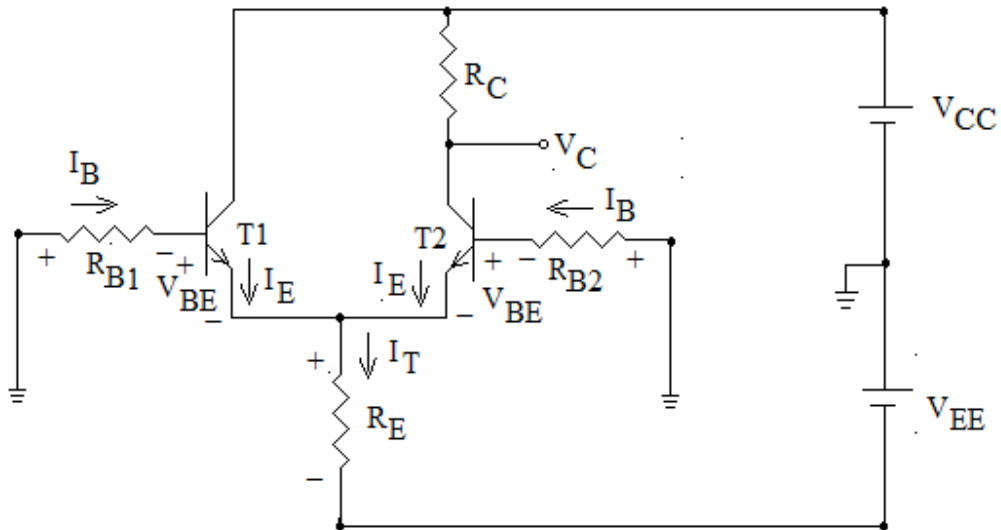 R_C
V_CC
V_C
I_B
I_B
T1
T2
+
R_B1
−
+
V_BE
−
I_E
I_E
+
−
V_BE
−
R_B2
+
+
I_T
R_E
−
V_EE